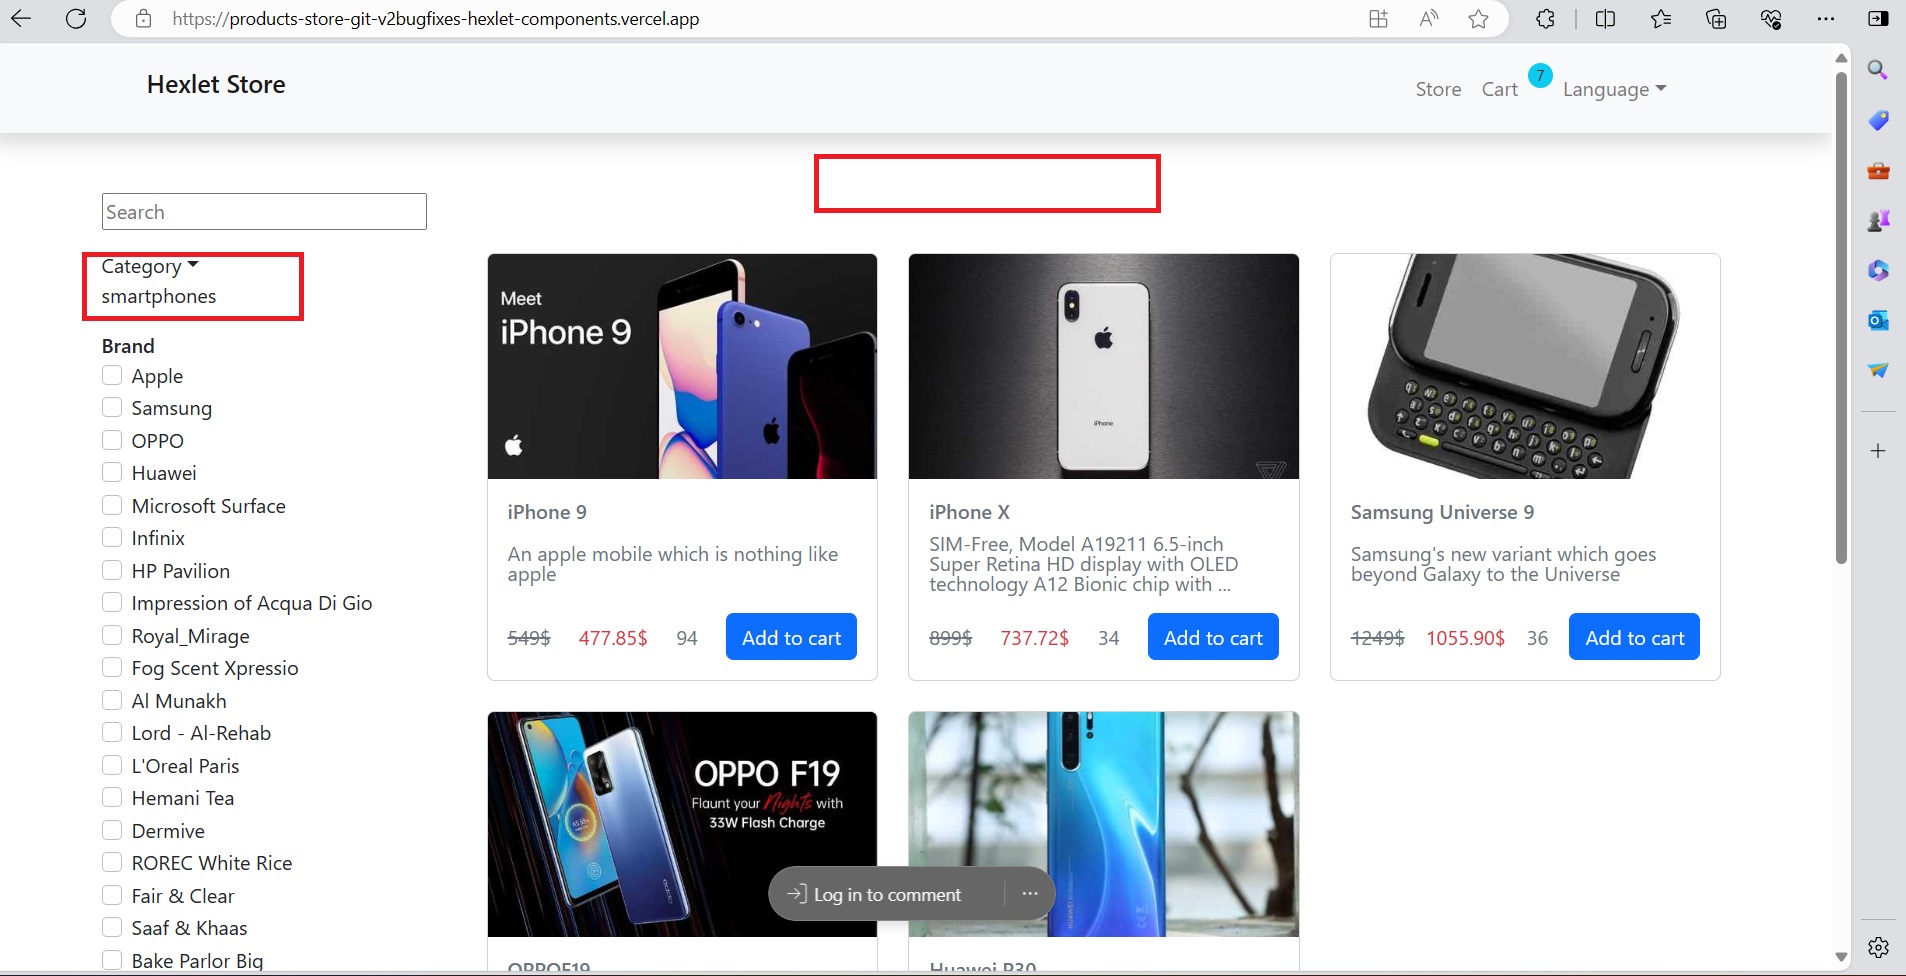 https://products-store-git-v2bugfixes-hexlet-components.vercel.app
Hexlet Store
Store
Cart
7
Language
Search
Category
smartphones
Brand
Apple
Samsung
OPPO
Huawei
Microsoft Surface
Infinix
HP Pavilion
Impression of Acqua Di Gio
Royal_Mirage
Fog Scent Xpressio
Al Munakh
Lord - Al-Rehab
L'Oreal Paris
Hemani Tea
Dermive
ROREC White Rice
Fair & Clear
Saaf & Khaas
Bake Parlor Big
Meet
iPhone 9
iPhone 9
An apple mobile which is nothing like
apple
549$ 477.85$ 94 Add to cart
iPhone
iPhone X
SIM-Free, Model A19211 6.5-inch
Super Retina HD display with OLED
technology A12 Bionic chip with ...
899$ 737.72$ 34 Add to cart
Samsung Universe 9
Samsung's new variant which goes
beyond Galaxy to the Universe
1249$ 1055.90$ 36 Add to cart
OPPO F19
Flaunt your Nights with
33W Flash Charge
OPPOF19
Huawei P30
Log in to comment